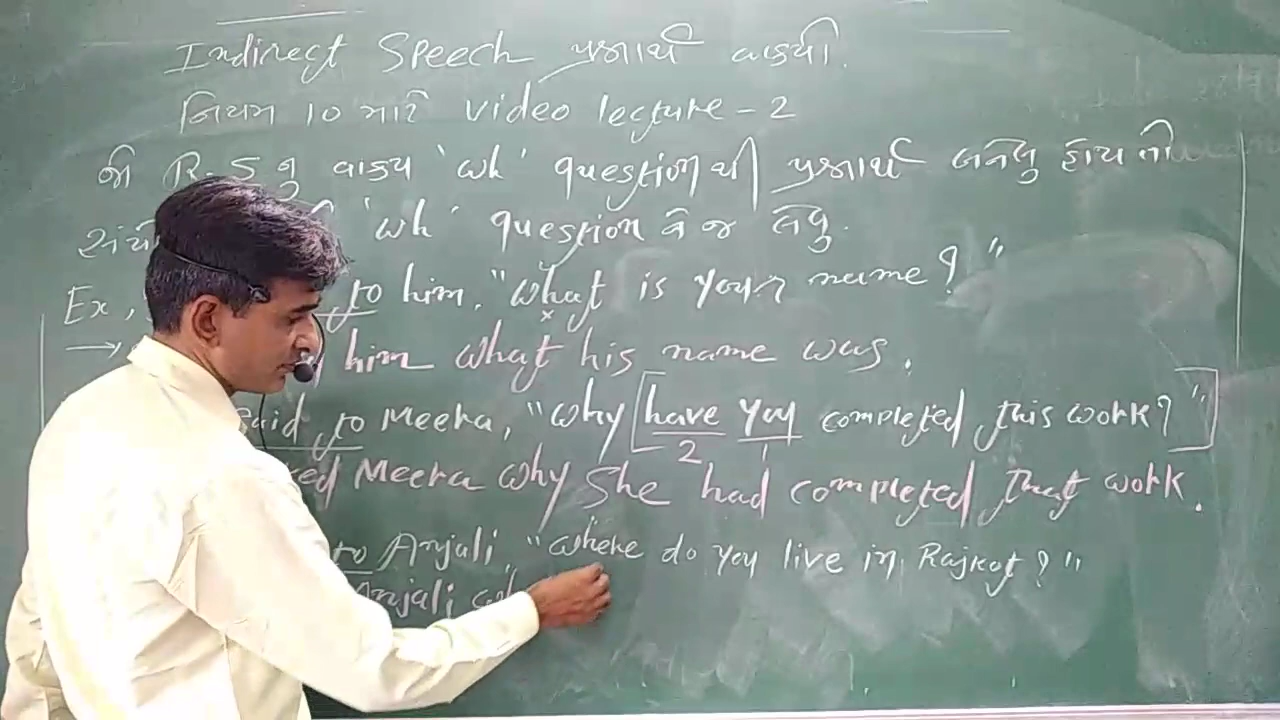 Indirect Speech પ્રશ્નાર્થ વાક્યો.
નિયમ 10 માટે video lecture - 2
જો R-S નુ વાક્ય 'wh' question થી પ્રશ્નાર્થ બનેલુ હોય તો
'wh' question ને જ લેવુ.
Ex, to him, "what is your name?"
→ him what his name was.
said to Meera, "why [have you completed this work?"]
2 1
Meera why she had completed that work.
to Anjali, "where do you live in Rajkot?"
Anjali